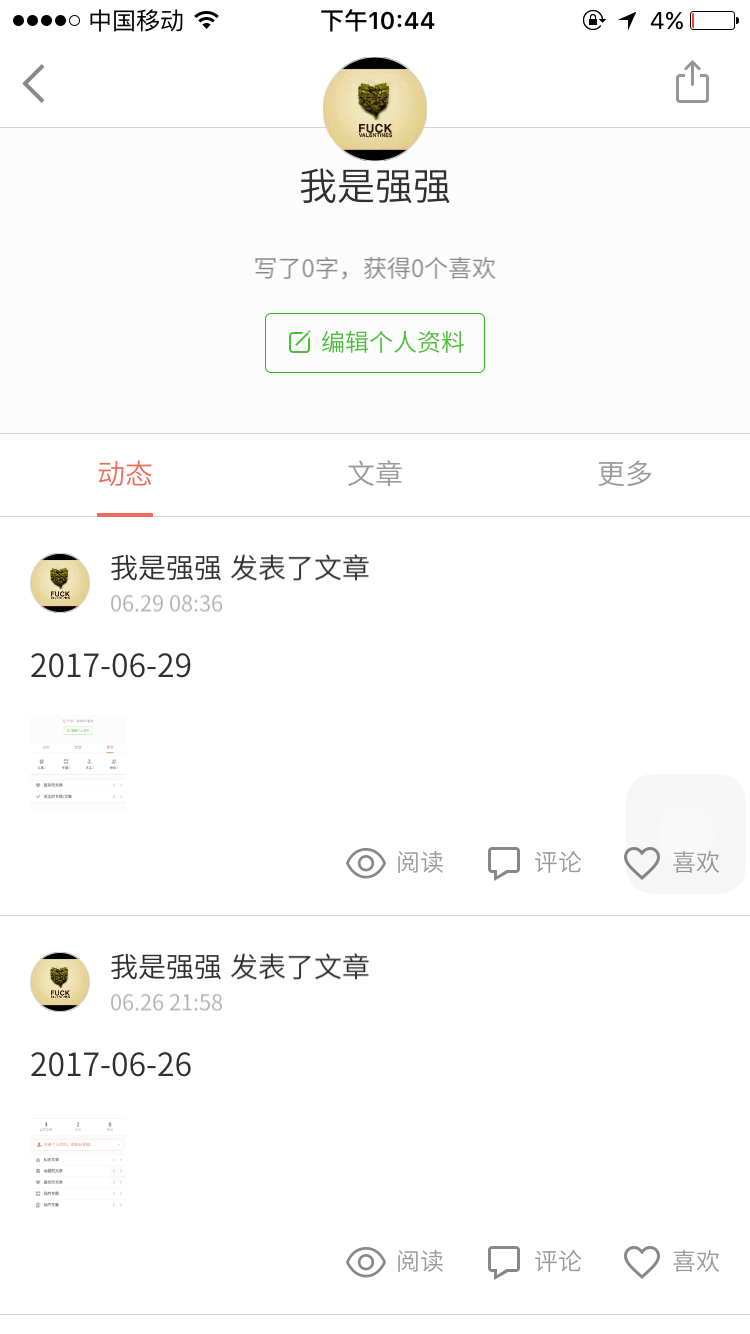 中国移动 下午10:44 4%
FUCK
VALENTINES
我是强强
写了0字，获得0个喜欢
编辑个人资料
动态 文章 更多
我是强强 发表了文章
FUCK
06.29 08:36
2017-06-29
阅读 评论 喜欢
我是强强 发表了文章
FUCK
06.26 21:58
2017-06-26
阅读 评论 喜欢